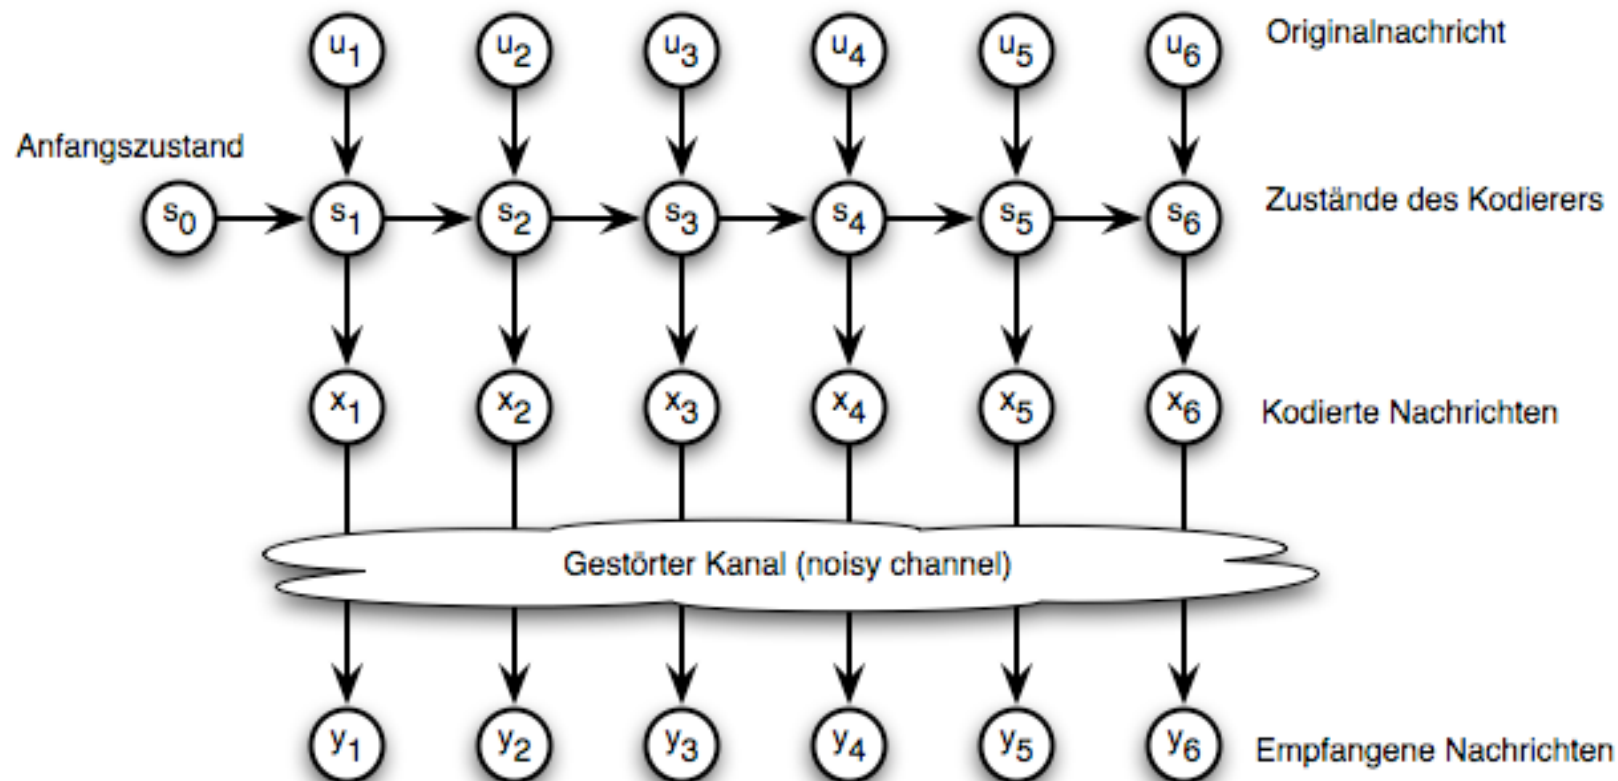 u1 u2 u3 u4 u5 u6 Originalnachricht
Anfangszustand
s0 s1 s2 s3 s4 s5 s6 Zustände des Kodierers
x1 x2 x3 x4 x5 x6 Kodierte Nachrichten
Gestörter Kanal (noisy channel)
y1 y2 y3 y4 y5 y6 Empfangene Nachrichten